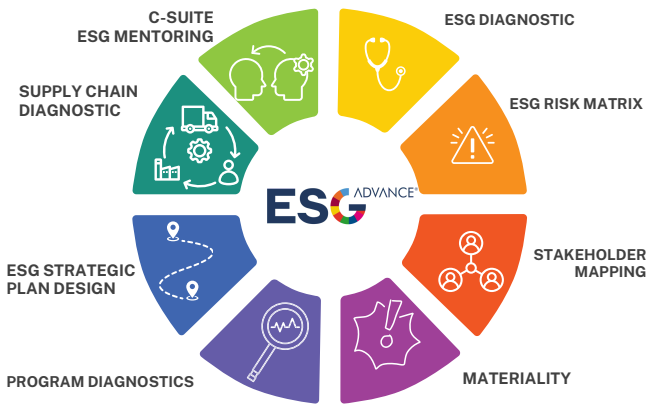 C-SUITE
ESG MENTORING
ESG DIAGNOSTIC
SUPPLY CHAIN
DIAGNOSTIC
ESG RISK MATRIX
ESG ADVANCE®
STAKEHOLDER
MAPPING
ESG STRATEGIC
PLAN DESIGN
PROGRAM DIAGNOSTICS
MATERIALITY